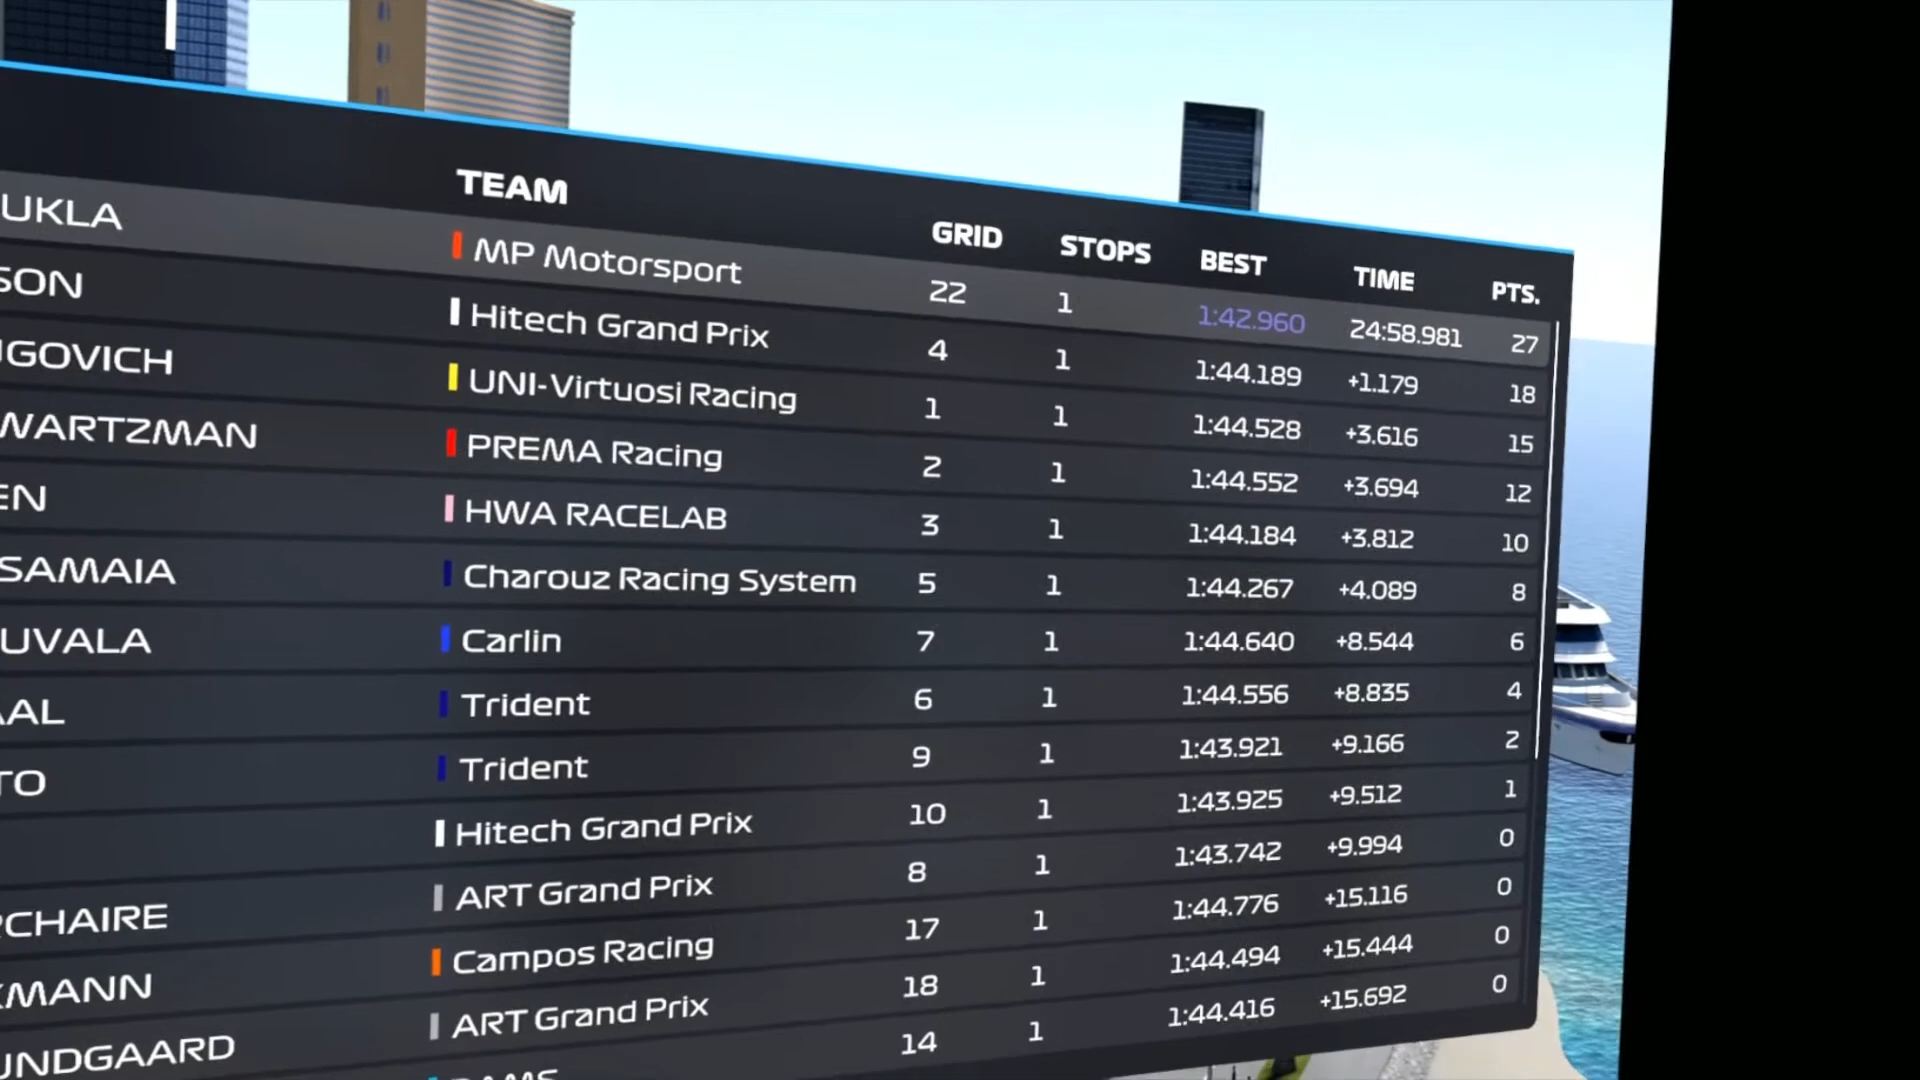 TEAM GRID STOPS BEST TIME PTS.
UKLA MP Motorsport 22 1 1:42.960 24:58.981 27
SON Hitech Grand Prix 4 1 1:44.189 +1.179 18
GOVICH UNI-Virtuosi Racing 1 1 1:44.528 +3.616 15
WARTZMAN PREMA Racing 2 1 1:44.552 +3.694 12
EN HWA RACELAB 3 1 1:44.184 +3.812 10
SAMAIA Charouz Racing System 5 1 1:44.267 +4.089 8
UVALA Carlin 7 1 1:44.640 +8.544 6
AAL Trident 6 1 1:44.556 +8.835 4
TO Trident 9 1 1:43.921 +9.166 2
Hitech Grand Prix 10 1 1:43.925 +9.512 1
RCHAIRE ART Grand Prix 8 1 1:43.742 +9.994 0
KMANN Campos Racing 17 1 1:44.776 +15.116 0
UNDGAARD ART Grand Prix 18 1 1:44.494 +15.444 0
14 1 1:44.416 +15.692 0